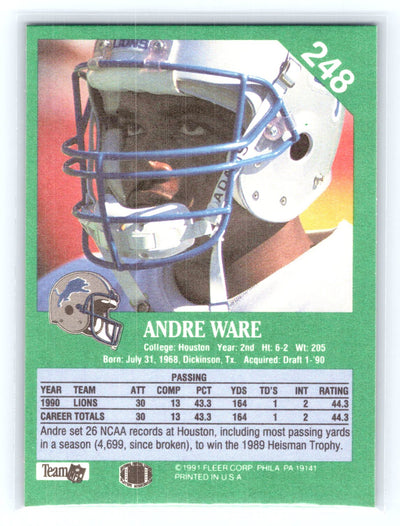 LIONS
248
ADAMS
ANDRE WARE
College: Houston Year: 2nd Ht: 6-2 Wt: 205
Born: July 31, 1968, Dickinson, Tx. Acquired: Draft 1-'90
PASSING
YEAR TEAM ATT COMP PCT YDS TD'S INT RATING
1990 LIONS 30 13 43.3 164 1 2 44.3
CAREER TOTALS 30 13 43.3 164 1 2 44.3
Andre set 26 NCAA records at Houston, including most passing yards
in a season (4,699, since broken), to win the 1989 Heisman Trophy.
Team NFL
©1991 FLEER CORP. PHILA. PA 19141
PRINTED IN U.S.A.